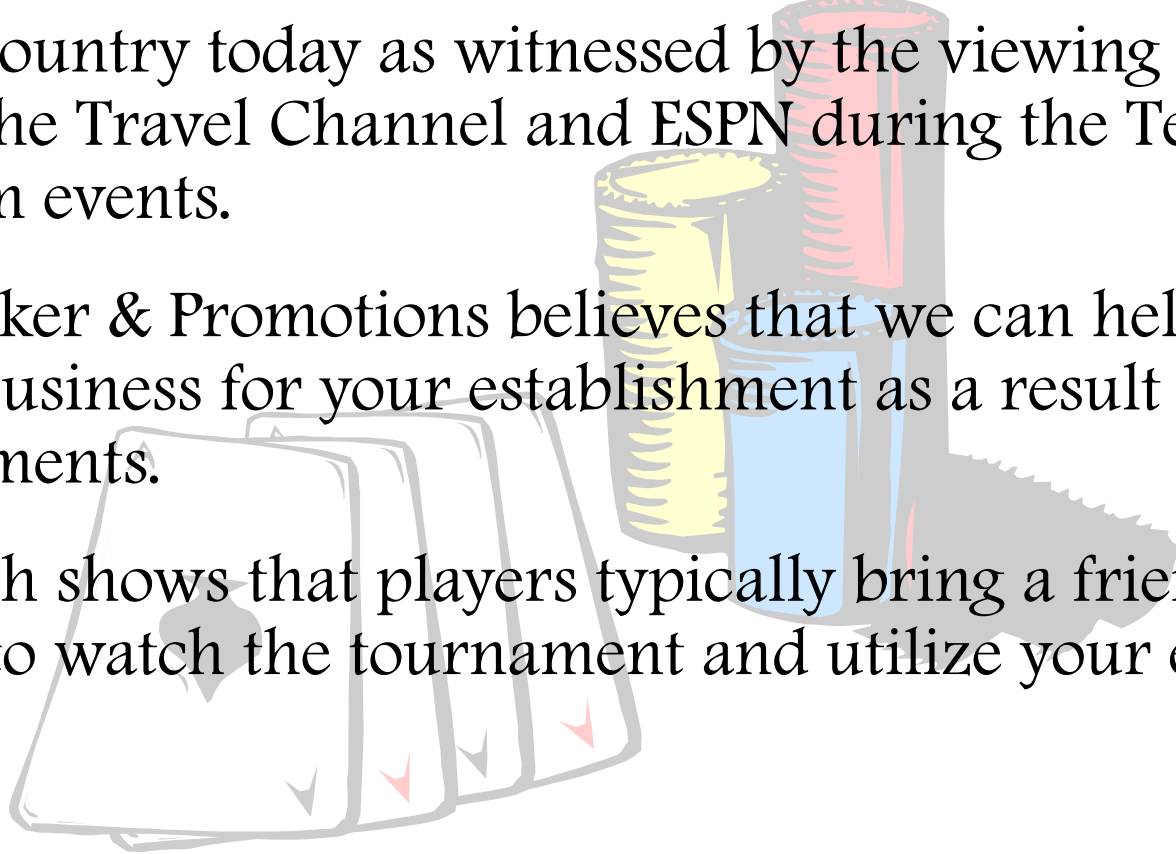 ountry today as witnessed by the viewing
he Travel Channel and ESPN during the Te
n events.
ker & Promotions believes that we can hel
usiness for your establishment as a result
ments.
h shows that players typically bring a frie
to watch the tournament and utilize your e